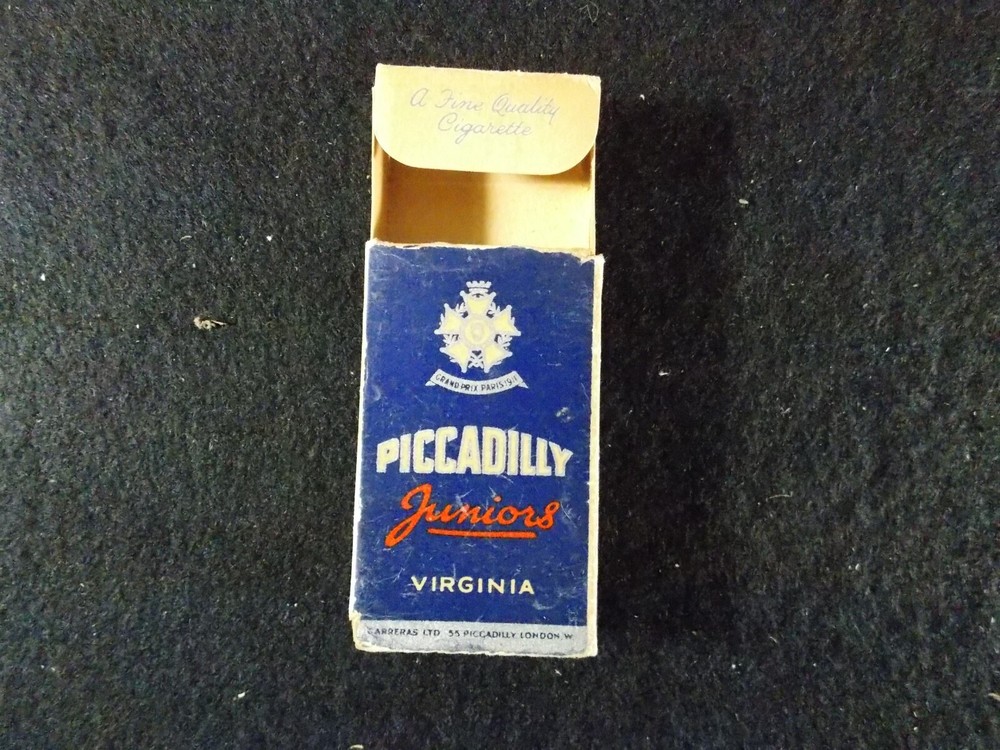 A Fine Quality
Cigarette
GRAND PRIX PARIS 1911
PICCADILLY
Juniors
VIRGINIA
CARRERAS LTD 55 PICCADILLY LONDON W